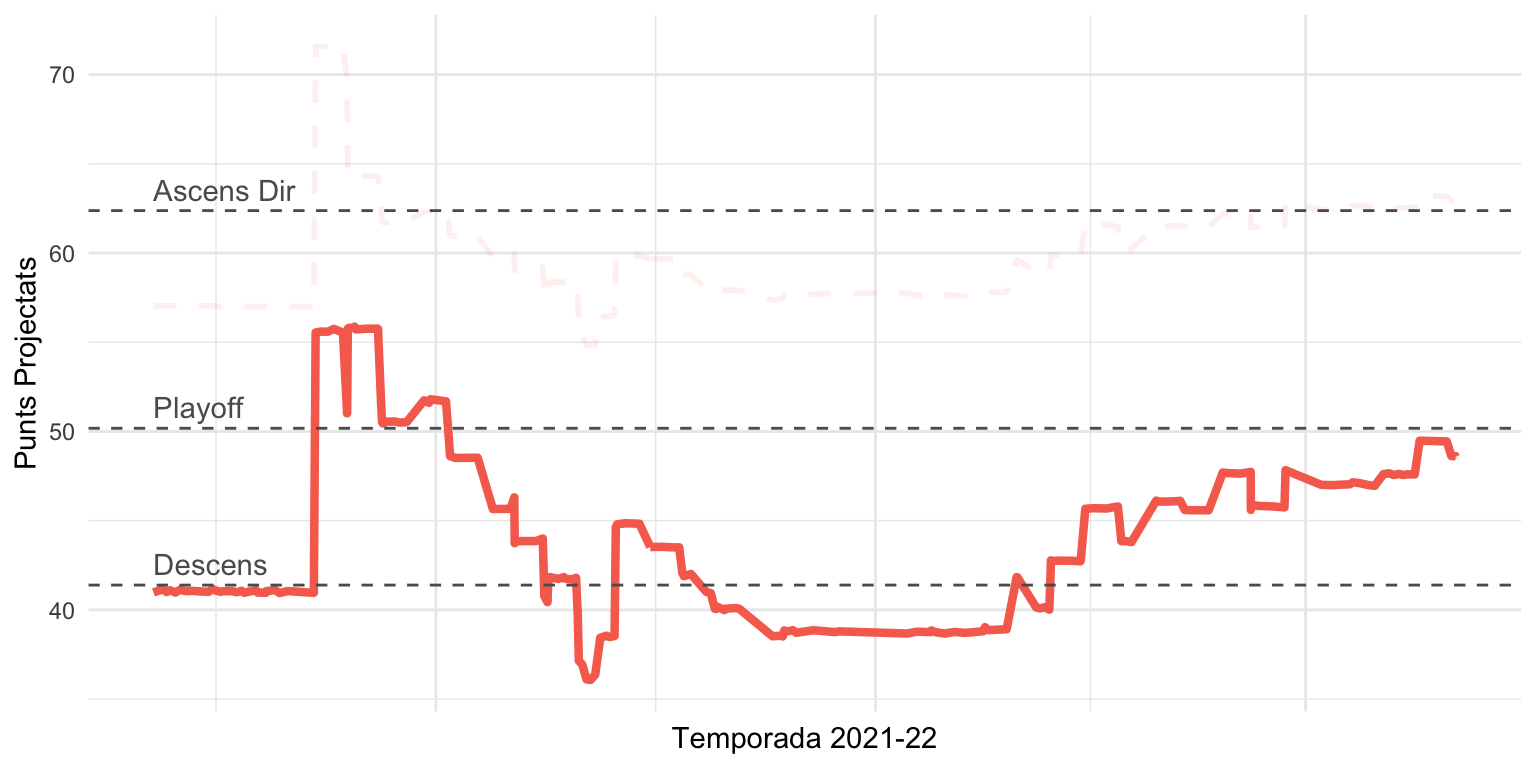 70
Ascens Dir
60
Punts Projectats
Playoff
50
Descens
40
Temporada 2021-22